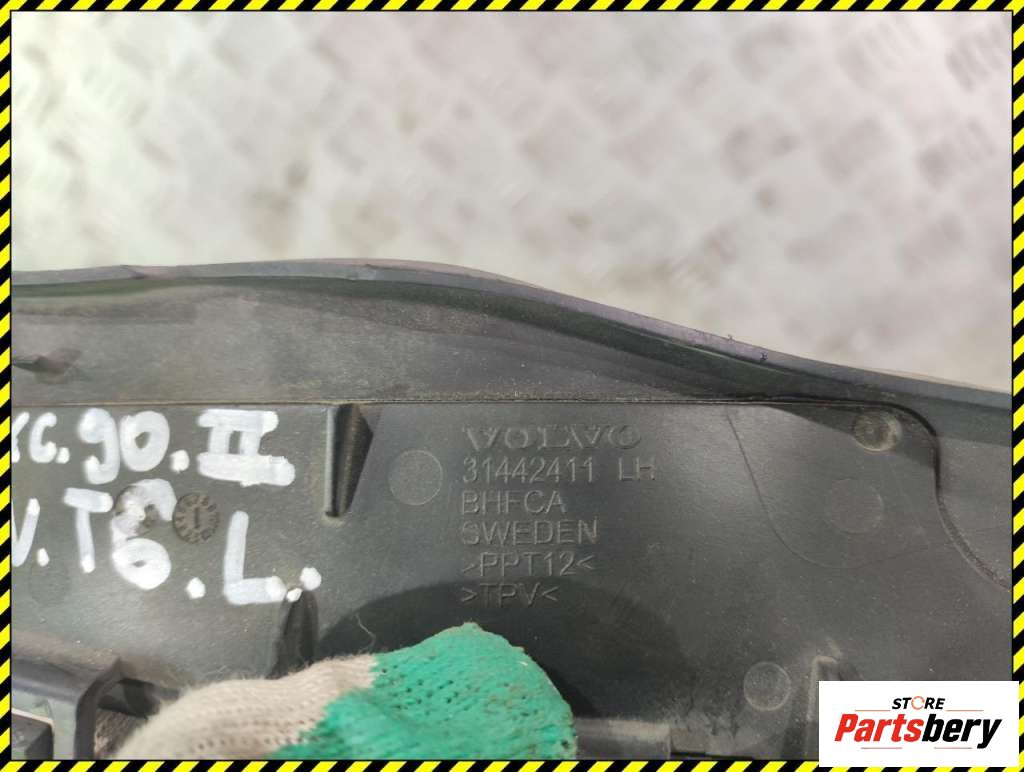 VOLVO
31442411 LH
BHFCA
SWEDEN
>PPT12<
>TPV<
XC.90.II.
V.T6.L.
STORE
Partsbery